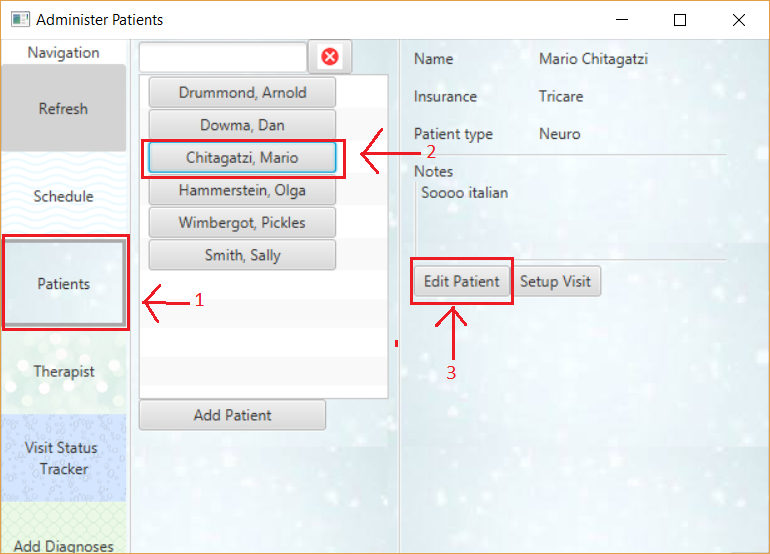 Administer Patients
Navigation
Refresh
Schedule
Patients
Therapist
Visit Status
Tracker
Add Diagnoses
1
Drummond, Arnold
Dowma, Dan
Chitagatzi, Mario
Hammerstein, Olga
Wimbergot, Pickles
Smith, Sally
Add Patient
2
Name Mario Chitagatzi
Insurance Tricare
Patient type Neuro
Notes
Soooo italian
Edit Patient Setup Visit
3